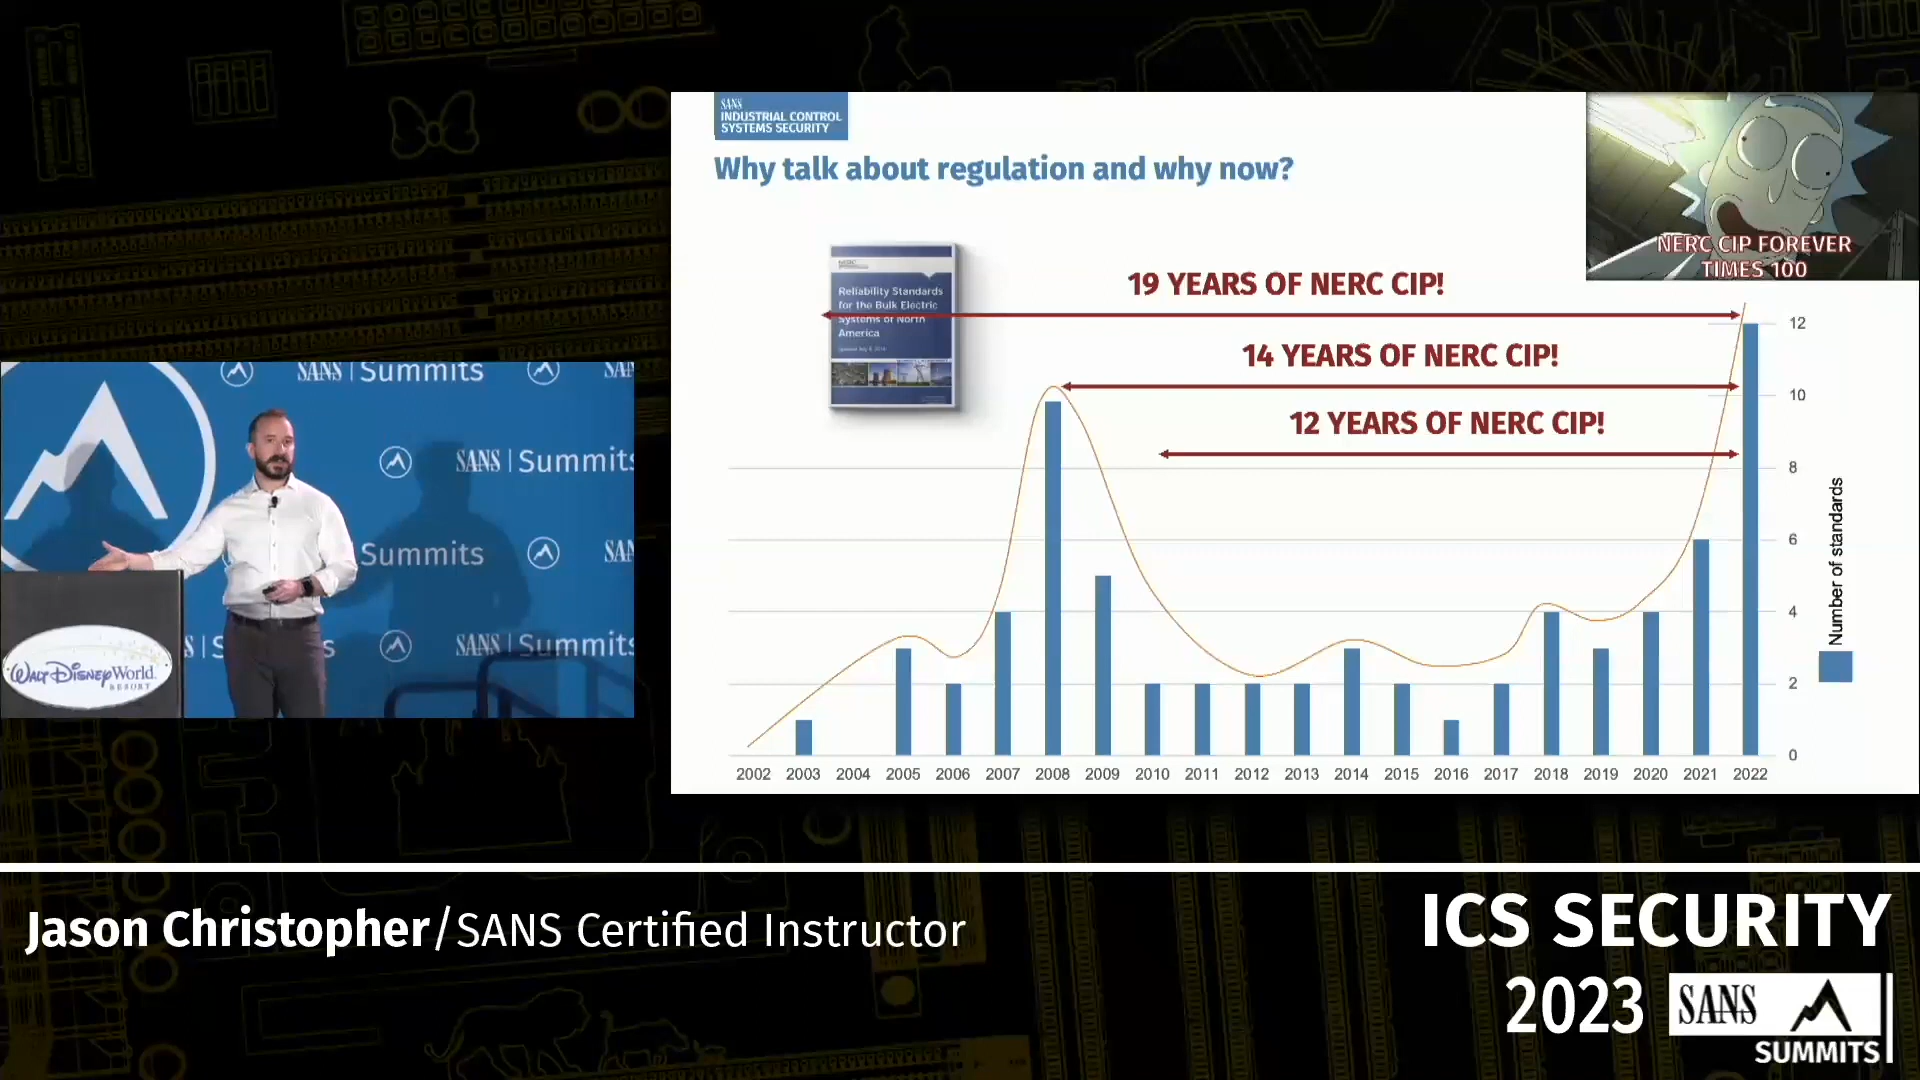 SANS
INDUSTRIAL CONTROL
SYSTEMS SECURITY
Why talk about regulation and why now?
NERC CIP FOREVER
TIMES 100
Reliability Standards
for the Bulk Electric
Systems of North
America
19 YEARS OF NERC CIP!
14 YEARS OF NERC CIP!
12 YEARS OF NERC CIP!
12
10
8
6
4
2
0
Number of standards
2002 2003 2004 2005 2006 2007 2008 2009 2010 2011 2012 2013 2014 2015 2016 2017 2018 2019 2020 2021 2022
SANS | Summits SAN
SANS | Summits
Summits SAN
S | S s SANS | Summits
Walt Disney World
RESORT
Jason Christopher/SANS Certified Instructor
ICS SECURITY
2023 SANS
SUMMITS